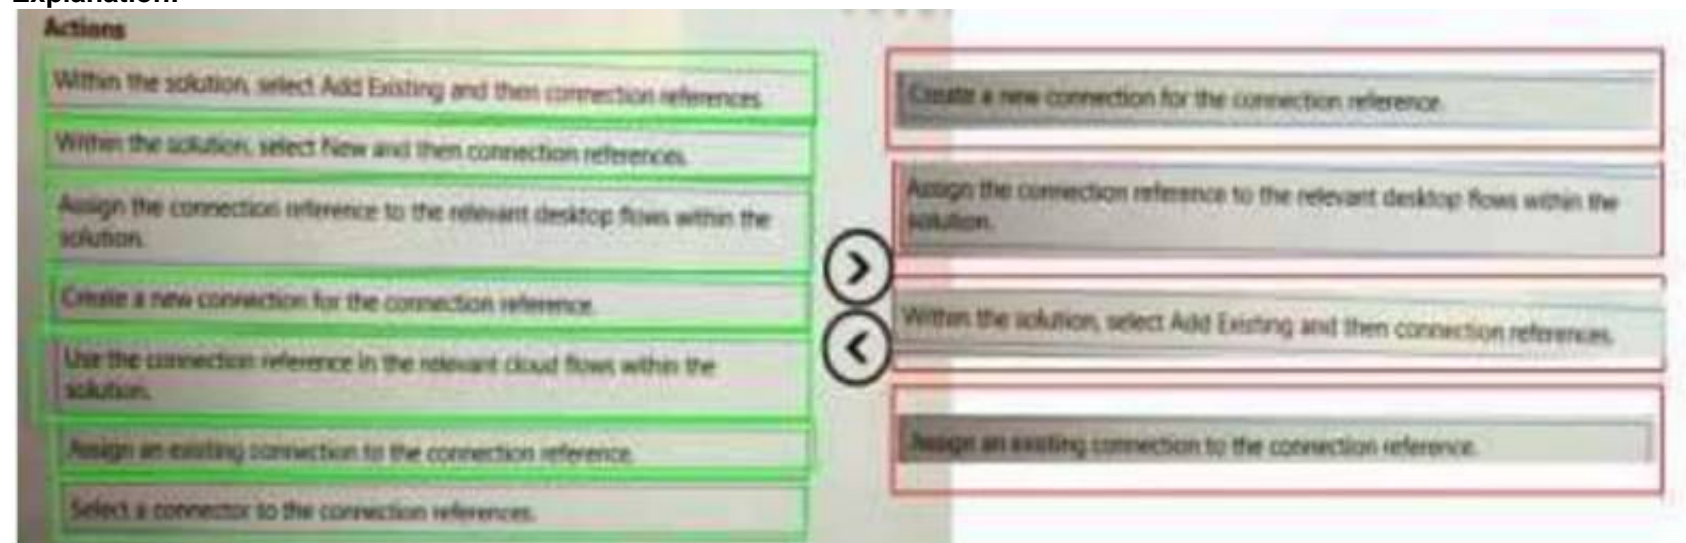 Explanation:
Actions
Within the solution, select Add Existing and then connection references.
Within the solution, select New and then connection references.
Assign the connection reference to the relevant desktop flows within the
solution.
Create a new connection for the connection reference.
Use the connection reference in the relevant cloud flows within the
solution.
Assign an existing connection to the connection reference.
Select a connector to the connection references.
Create a new connection for the connection reference.
Assign the connection reference to the relevant desktop flows within the
solution.
Within the solution, select Add Existing and then connection references.
Assign an existing connection to the connection reference.